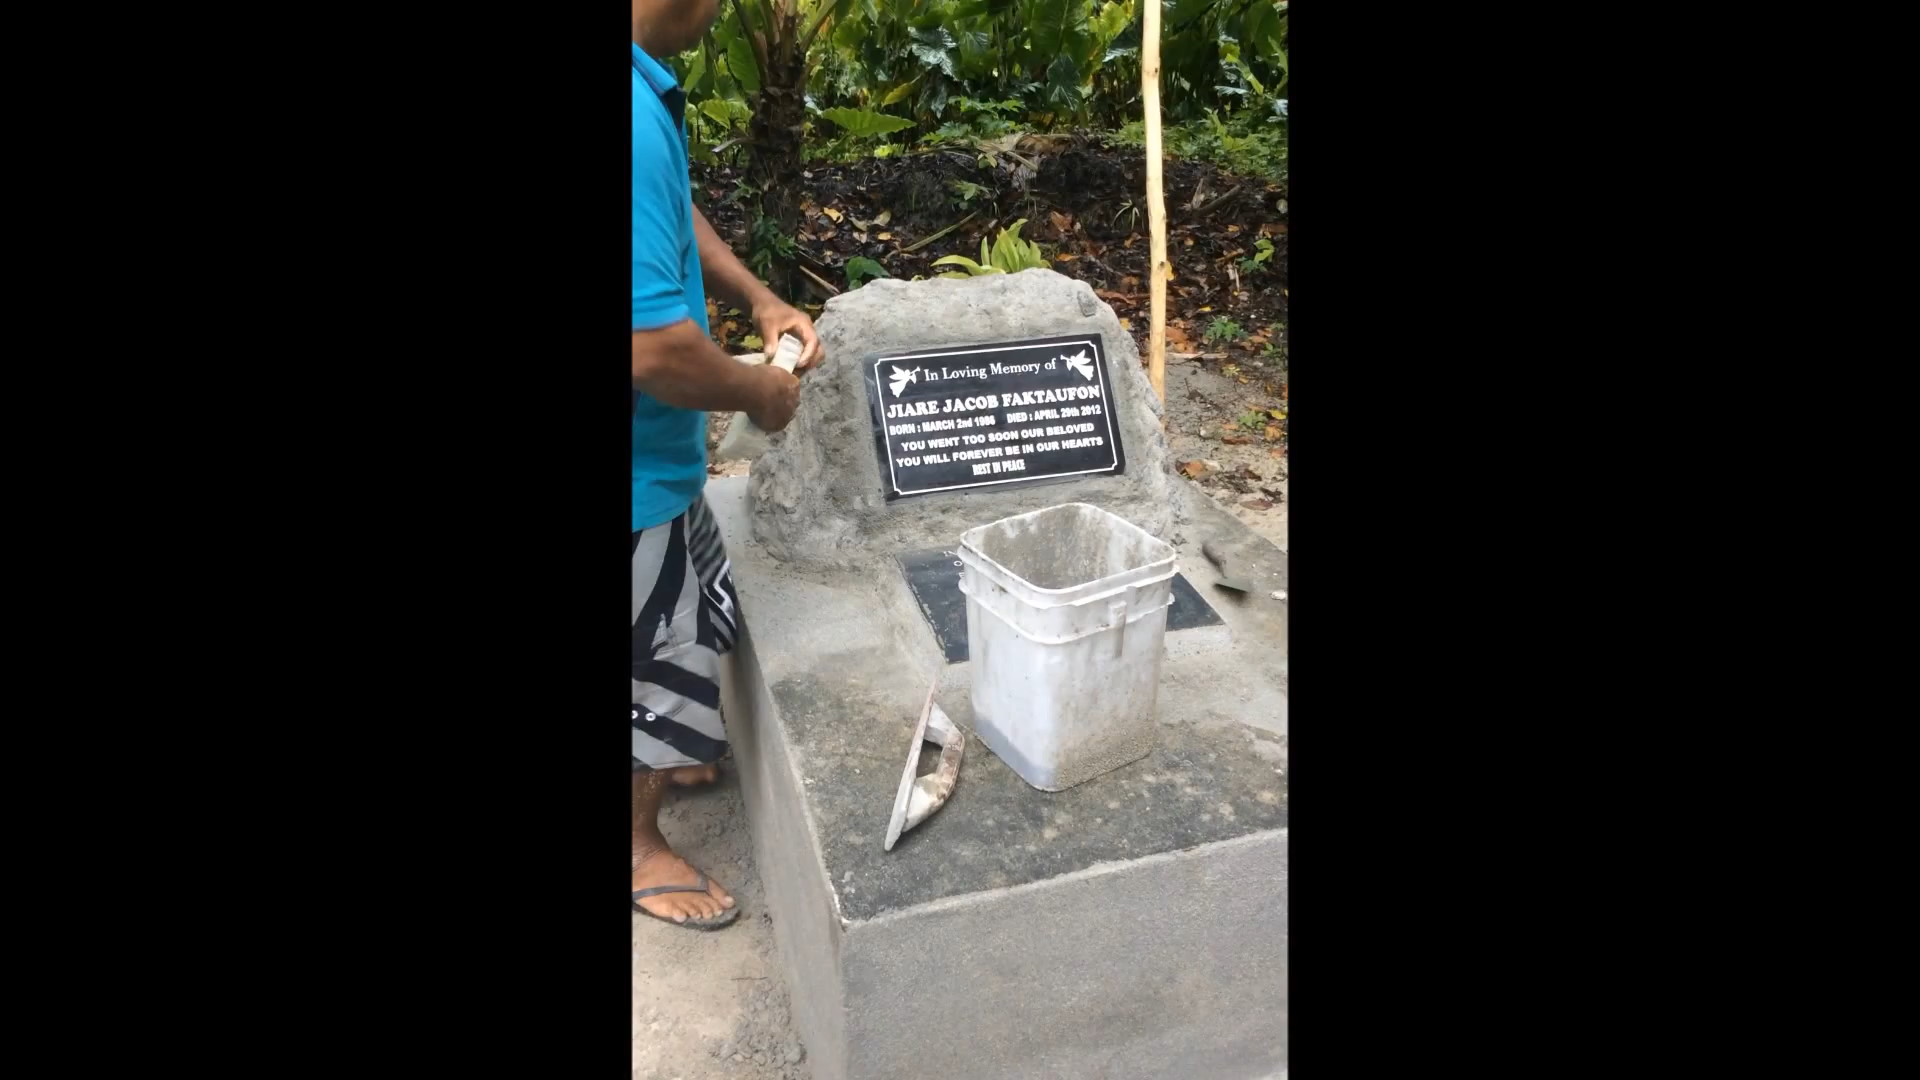 In Loving Memory of
JIARE JACOB FAKTAUFON
BORN : MARCH 2nd 1986 DIED : APRIL 29th 2012
YOU WENT TOO SOON OUR BELOVED
YOU WILL FOREVER BE IN OUR HEARTS
REST IN PEACE